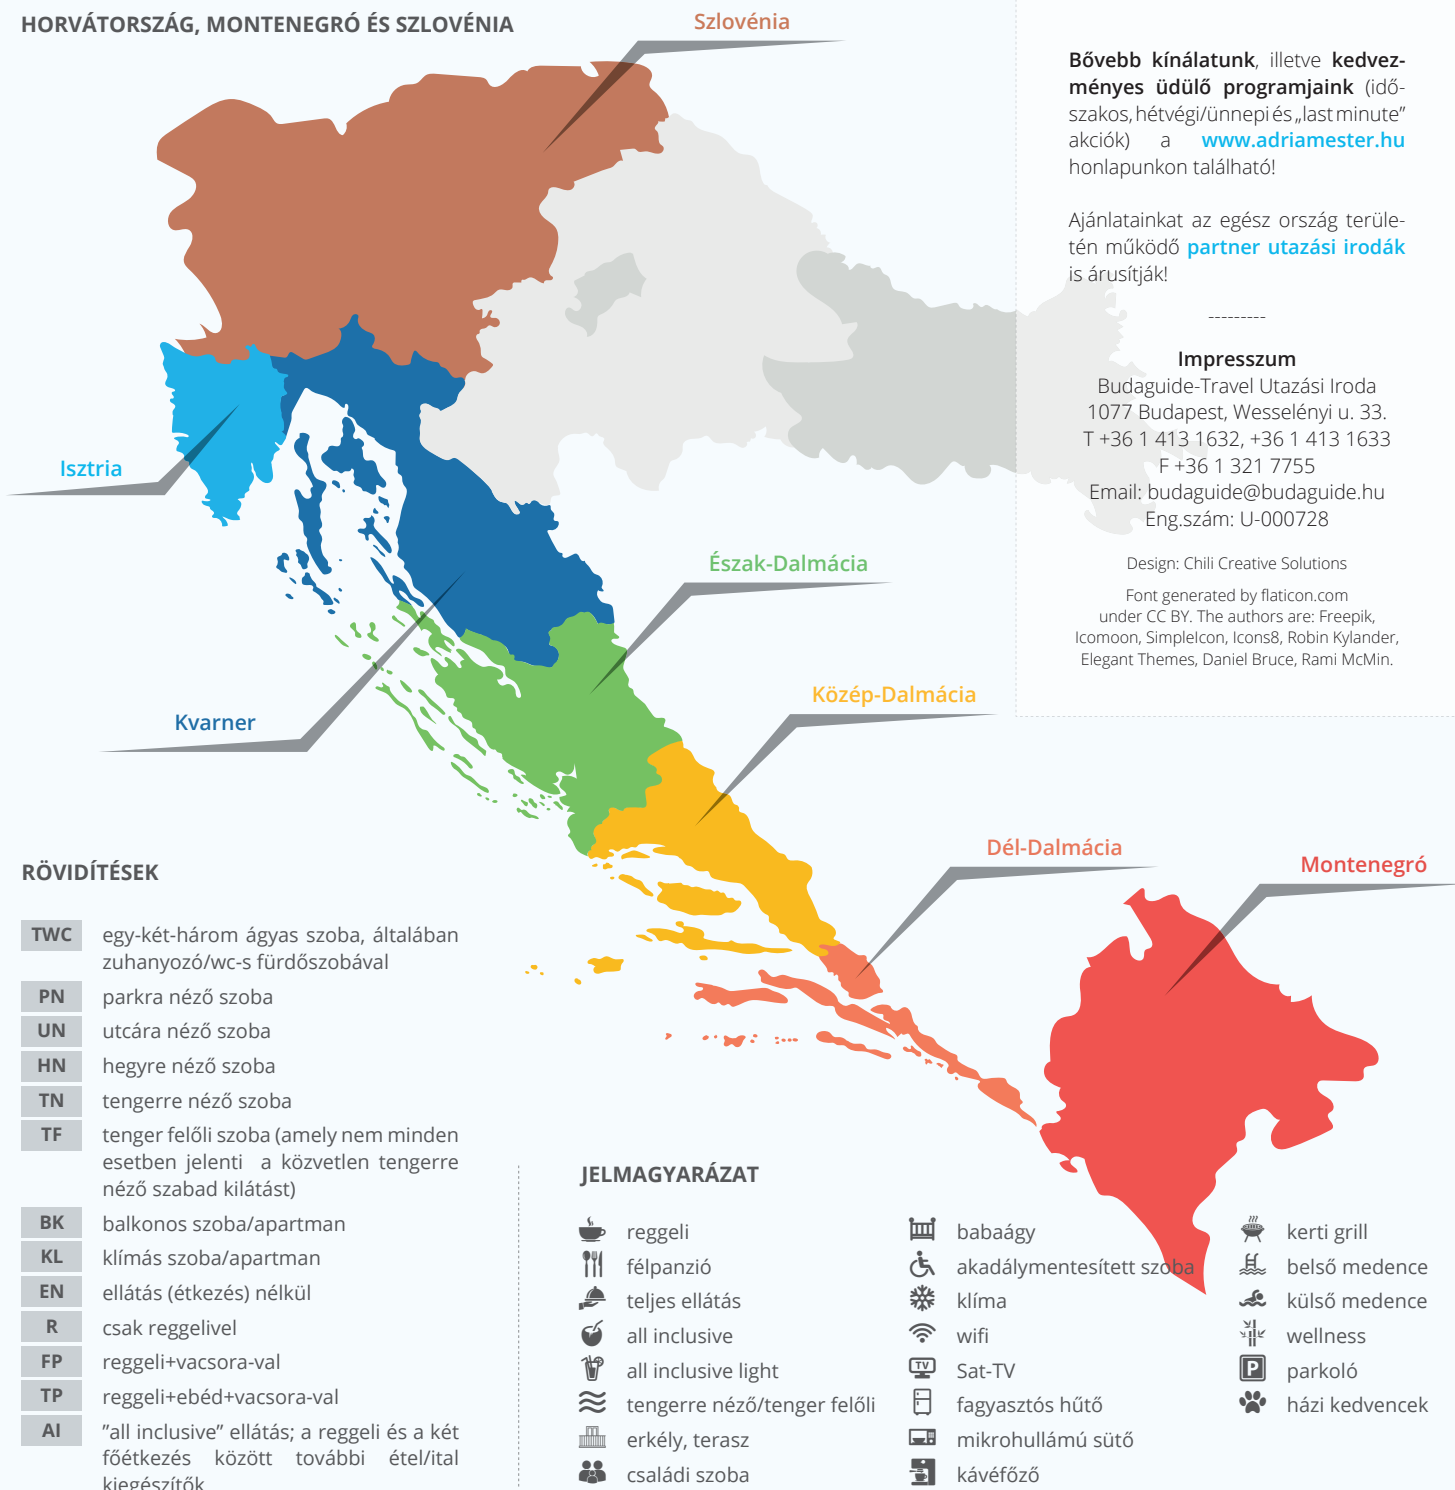 HORVÁTORSZÁG, MONTENEGRÓ ÉS SZLOVÉNIA
Szlovénia
Isztria
Kvarner
Észak-Dalmácia
Közép-Dalmácia
Dél-Dalmácia
Montenegró
Bővebb kínálatunk, illetve kedvez-
ményes üdülő programjaink (idő-
szakos, hétvégi/ünnepi és „last minute”
akciók) a www.adriamester.hu
honlapunkon található!
Ajánlatainkat az egész ország terüle-
tén működő partner utazási irodák
is árusítják!
---------
Impresszum
Budaguide-Travel Utazási Iroda
1077 Budapest, Wesselényi u. 33.
T +36 1 413 1632, +36 1 413 1633
F +36 1 321 7755
Email: budaguide@budaguide.hu
Eng.szám: U-000728
Design: Chili Creative Solutions
Font generated by flaticon.com
under CC BY. The authors are: Freepik,
Icomoon, SimpleIcon, Icons8, Robin Kylander,
Elegant Themes, Daniel Bruce, Rami McMin.
RÖVIDÍTÉSEK
TWC egy-két-három ágyas szoba, általában
zuhanyozó/wc-s fürdőszobával
PN parkra néző szoba
UN utcára néző szoba
HN hegyre néző szoba
TN tengerre néző szoba
TF tenger felőli szoba (amely nem minden
esetben jelenti a közvetlen tengerre
néző szabad kilátást)
BK balkonos szoba/apartman
KL klímás szoba/apartman
EN ellátás (étkezés) nélkül
R csak reggelivel
FP reggeli+vacsora-val
TP reggeli+ebéd+vacsora-val
AI ”all inclusive” ellátás; a reggeli és a két
főétkezés között további étel/ital
kiegészítők
JELMAGYARÁZAT
reggeli
félpanzió
teljes ellátás
all inclusive
all inclusive light
tengerre néző/tenger felőli
erkély, terasz
családi szoba
babaágy
akadálymentesített szoba
klíma
wifi
TV Sat-TV
fagyasztós hűtő
mikrohullámú sütő
kávéfőző
kerti grill
belső medence
külső medence
wellness
P parkoló
házi kedvencek